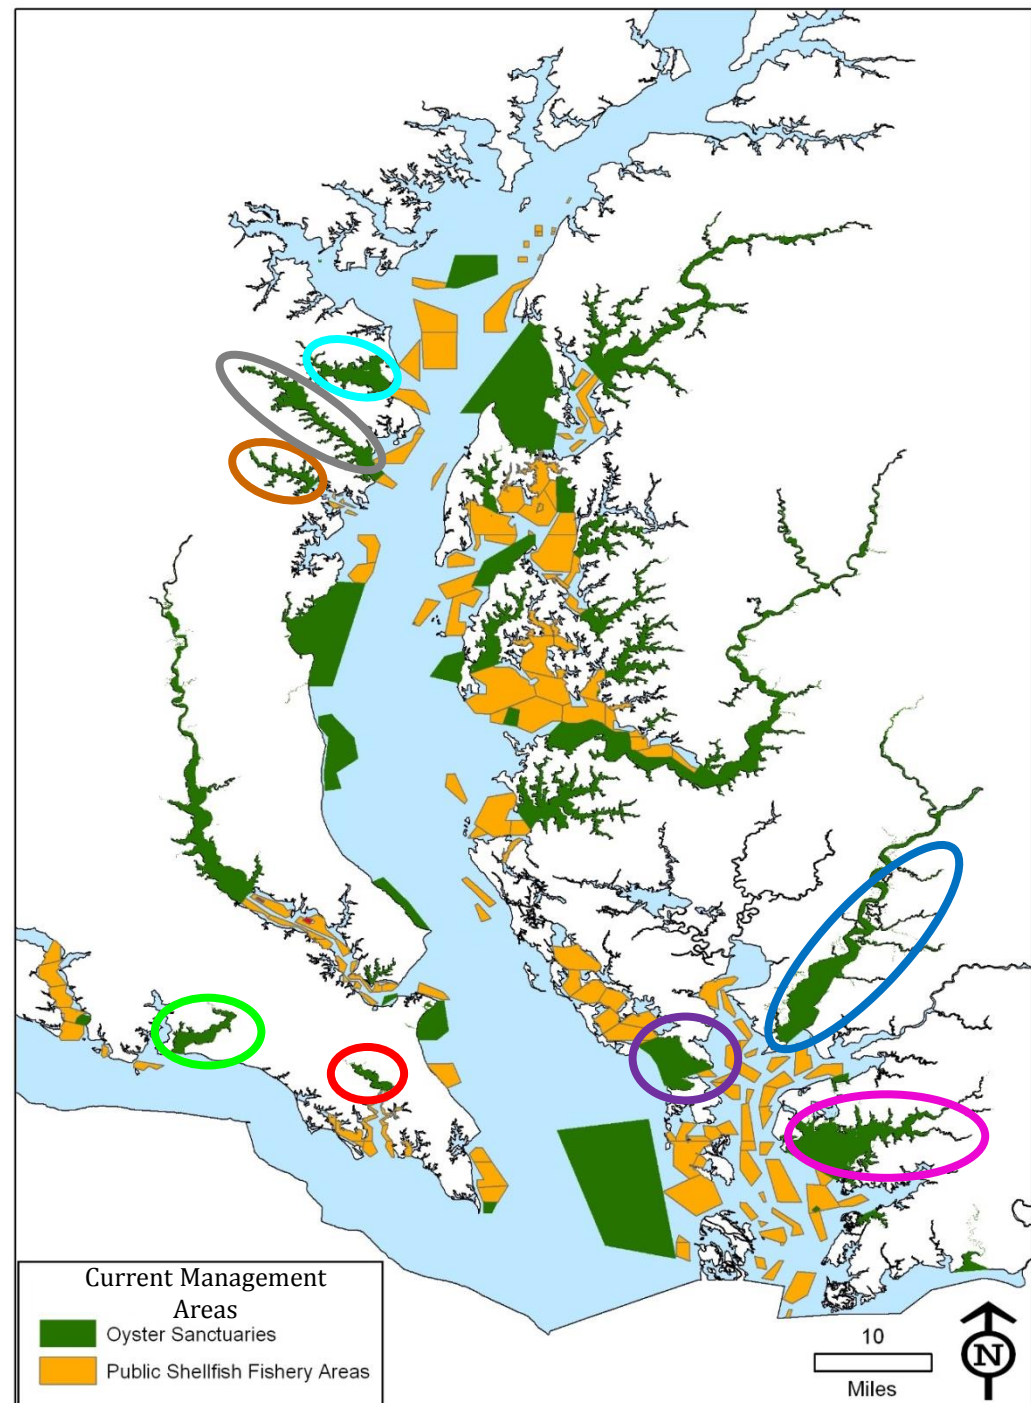 Current Management
Areas
Oyster Sanctuaries
Public Shellfish Fishery Areas
10
Miles
N